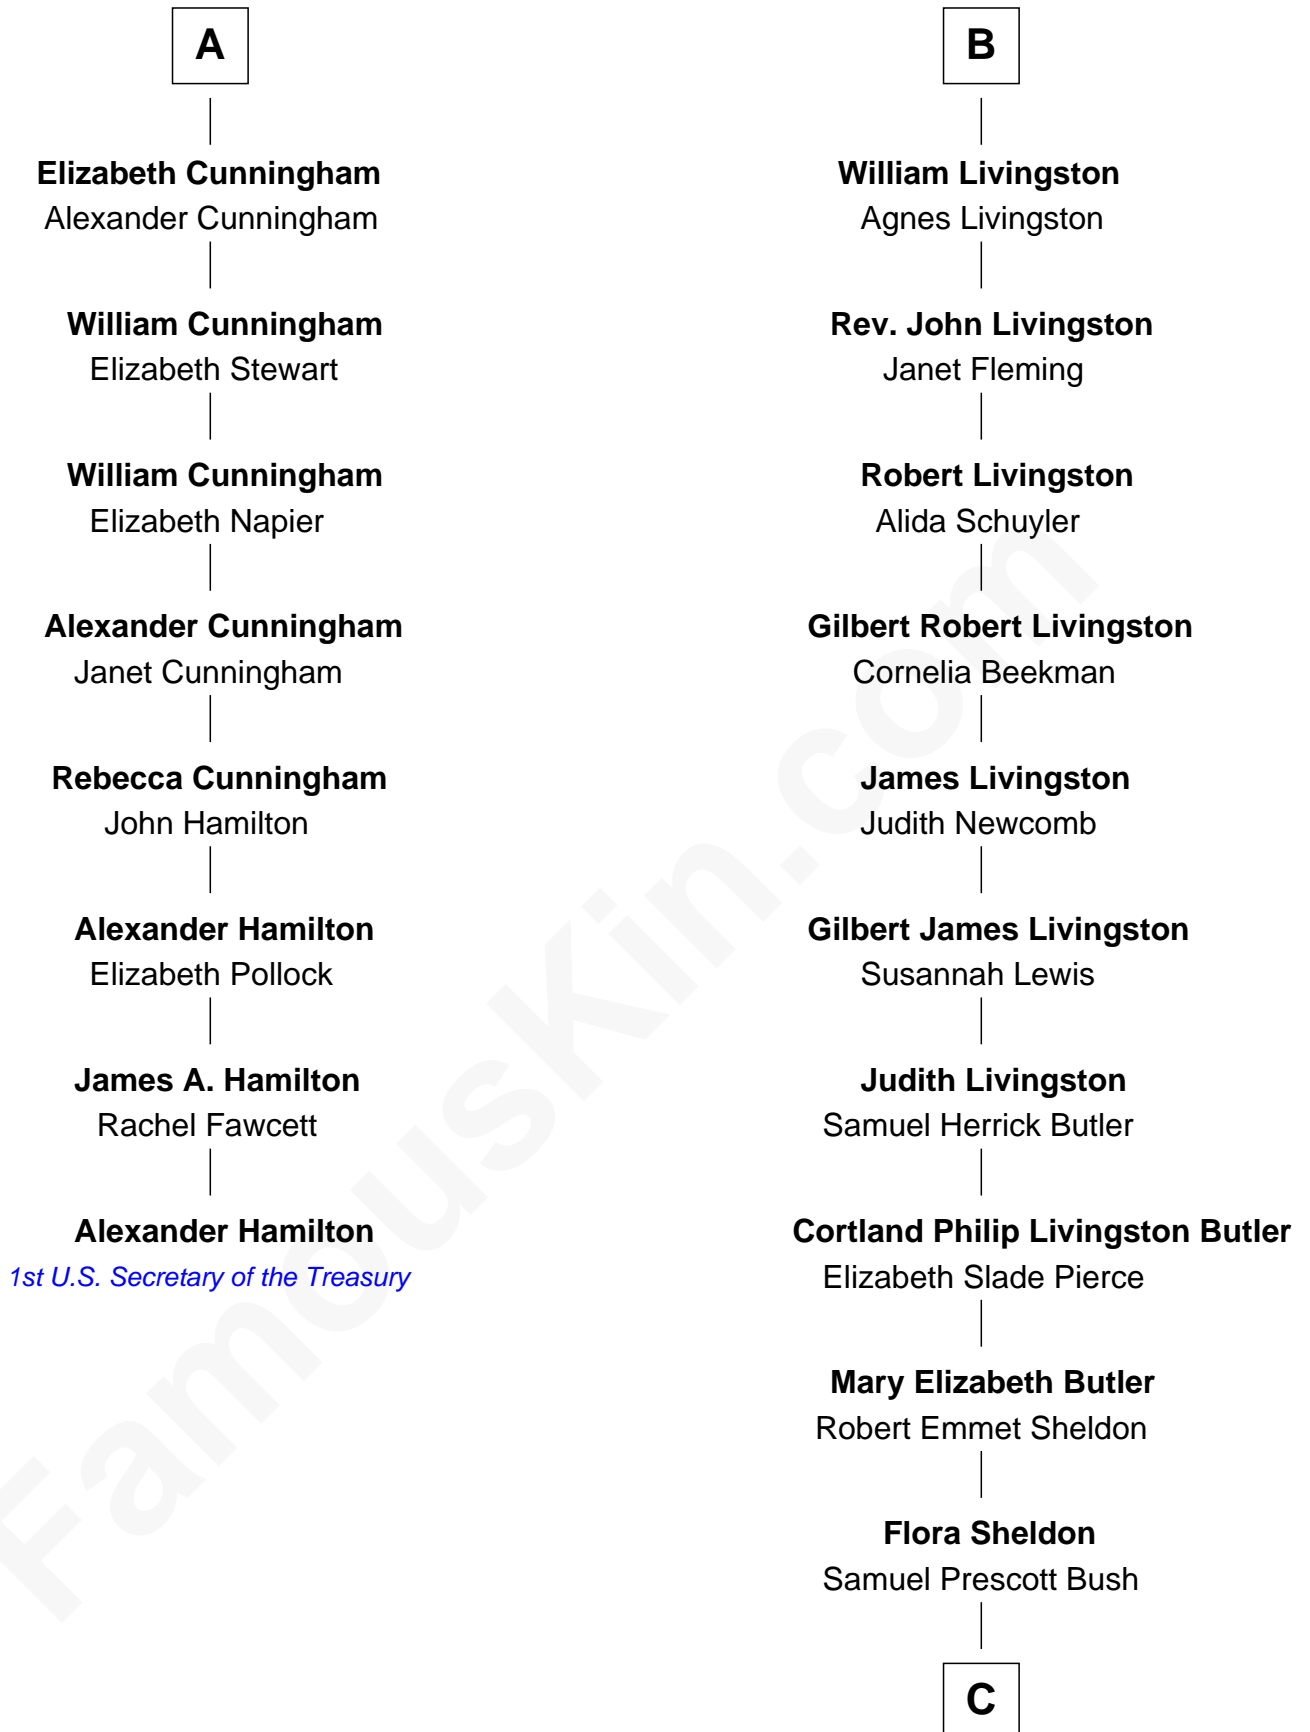 A
Elizabeth Cunningham
Alexander Cunningham
William Cunningham
Elizabeth Stewart
William Cunningham
Elizabeth Napier
Alexander Cunningham
Janet Cunningham
Rebecca Cunningham
John Hamilton
Alexander Hamilton
Elizabeth Pollock
James A. Hamilton
Rachel Fawcett
Alexander Hamilton
1st U.S. Secretary of the Treasury
B
William Livingston
Agnes Livingston
Rev. John Livingston
Janet Fleming
Robert Livingston
Alida Schuyler
Gilbert Robert Livingston
Cornelia Beekman
James Livingston
Judith Newcomb
Gilbert James Livingston
Susannah Lewis
Judith Livingston
Samuel Herrick Butler
Cortland Philip Livingston Butler
Elizabeth Slade Pierce
Mary Elizabeth Butler
Robert Emmet Sheldon
Flora Sheldon
Samuel Prescott Bush
C
FamousKin.com